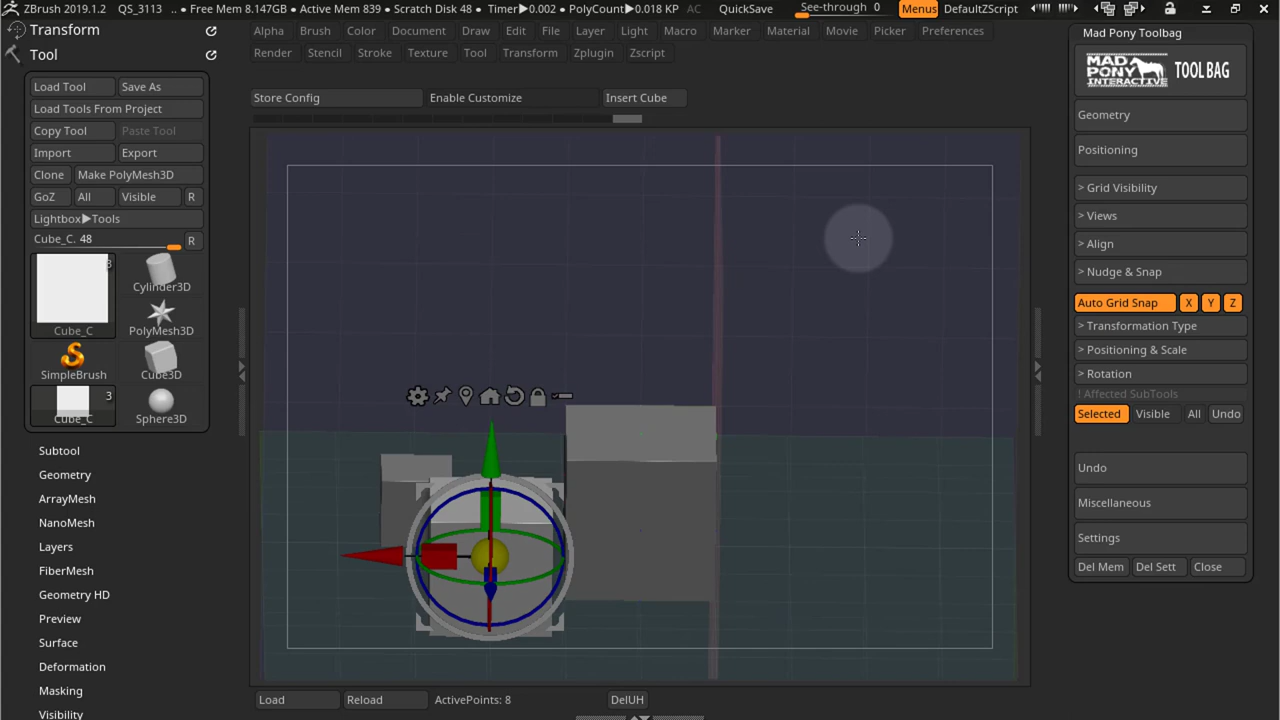 ZBrush 2019.1.2 QS_3113 .. • Free Mem 8.147GB • Active Mem 839 • Scratch Disk 48 • Timer▶0.002 • PolyCount▶0.018 KP QuickSave See-through 0 Menus DefaultZScript
Transform
Tool
Load Tool Save As
Load Tools From Project
Copy Tool Paste Tool
Import Export
Clone Make PolyMesh3D
GoZ All Visible R
Lightbox▶Tools
Cube_C. 48 R
3
Cube_C
Cylinder3D
PolyMesh3D
SimpleBrush Cube3D
3
Cube_C Sphere3D
Subtool
Geometry
ArrayMesh
NanoMesh
Layers
FiberMesh
Geometry HD
Preview
Surface
Deformation
Masking
Visibility
Alpha Brush Color Document Draw Edit File Layer Light Macro Marker Material Movie Picker Preferences
Render Stencil Stroke Texture Tool Transform Zplugin Zscript
Store Config Enable Customize Insert Cube
Load Reload ActivePoints: 8 DelUH
Mad Pony Toolbag
MAD PONY INTERACTIVE TOOL BAG
Geometry
Positioning
> Grid Visibility
> Views
> Align
> Nudge & Snap
Auto Grid Snap X Y Z
> Transformation Type
> Positioning & Scale
> Rotation
! Affected SubTools
Selected Visible All Undo
Undo
Miscellaneous
Settings
Del Mem Del Sett Close